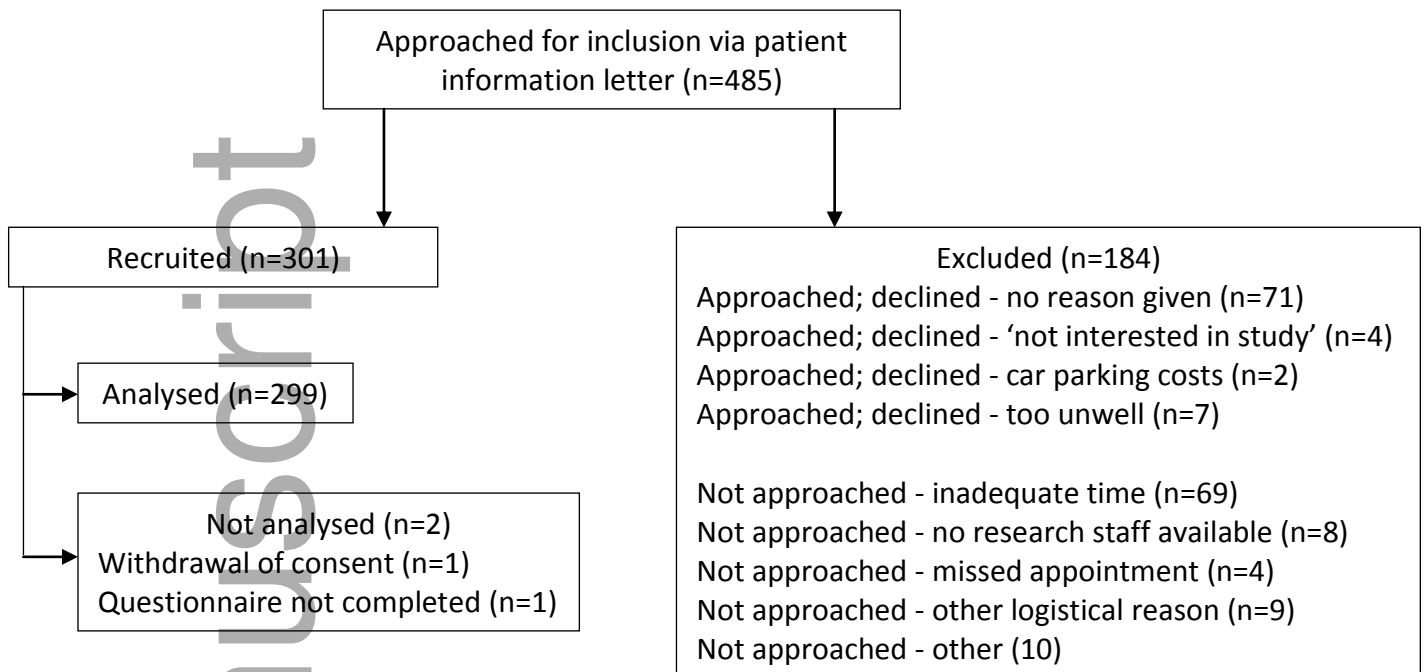 Approached for inclusion via patient
information letter (n=485)
Recruited (n=301)
Analysed (n=299)
Not analysed (n=2)
Withdrawal of consent (n=1)
Questionnaire not completed (n=1)
Excluded (n=184)
Approached; declined - no reason given (n=71)
Approached; declined - ‘not interested in study’ (n=4)
Approached; declined - car parking costs (n=2)
Approached; declined - too unwell (n=7)
Not approached - inadequate time (n=69)
Not approached - no research staff available (n=8)
Not approached - missed appointment (n=4)
Not approached - other logistical reason (n=9)
Not approached - other (10)
uscript